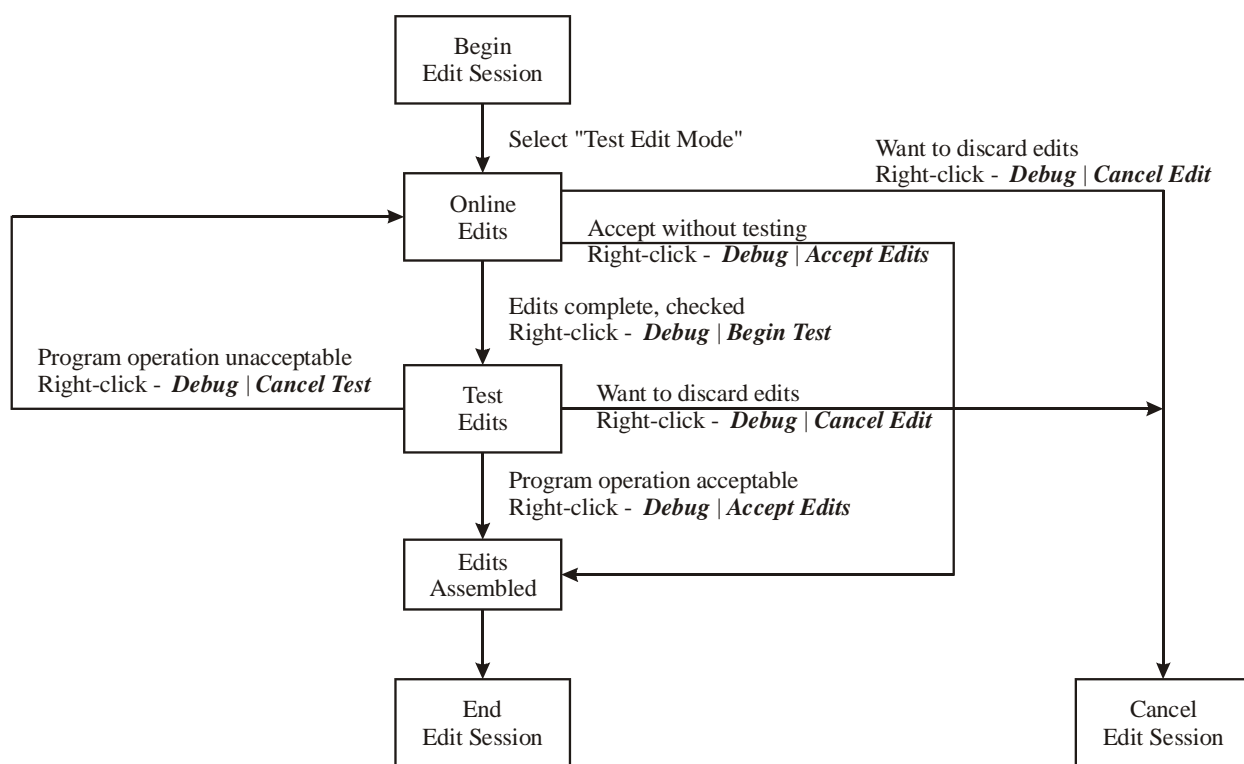 Begin
Edit Session
Select "Test Edit Mode"
Want to discard edits
Right-click - Debug | Cancel Edit
Online
Edits
Accept without testing
Right-click - Debug | Accept Edits
Edits complete, checked
Right-click - Debug | Begin Test
Program operation unacceptable
Right-click - Debug | Cancel Test
Test
Edits
Want to discard edits
Right-click - Debug | Cancel Edit
Program operation acceptable
Right-click - Debug | Accept Edits
Edits
Assembled
End
Edit Session
Cancel
Edit Session